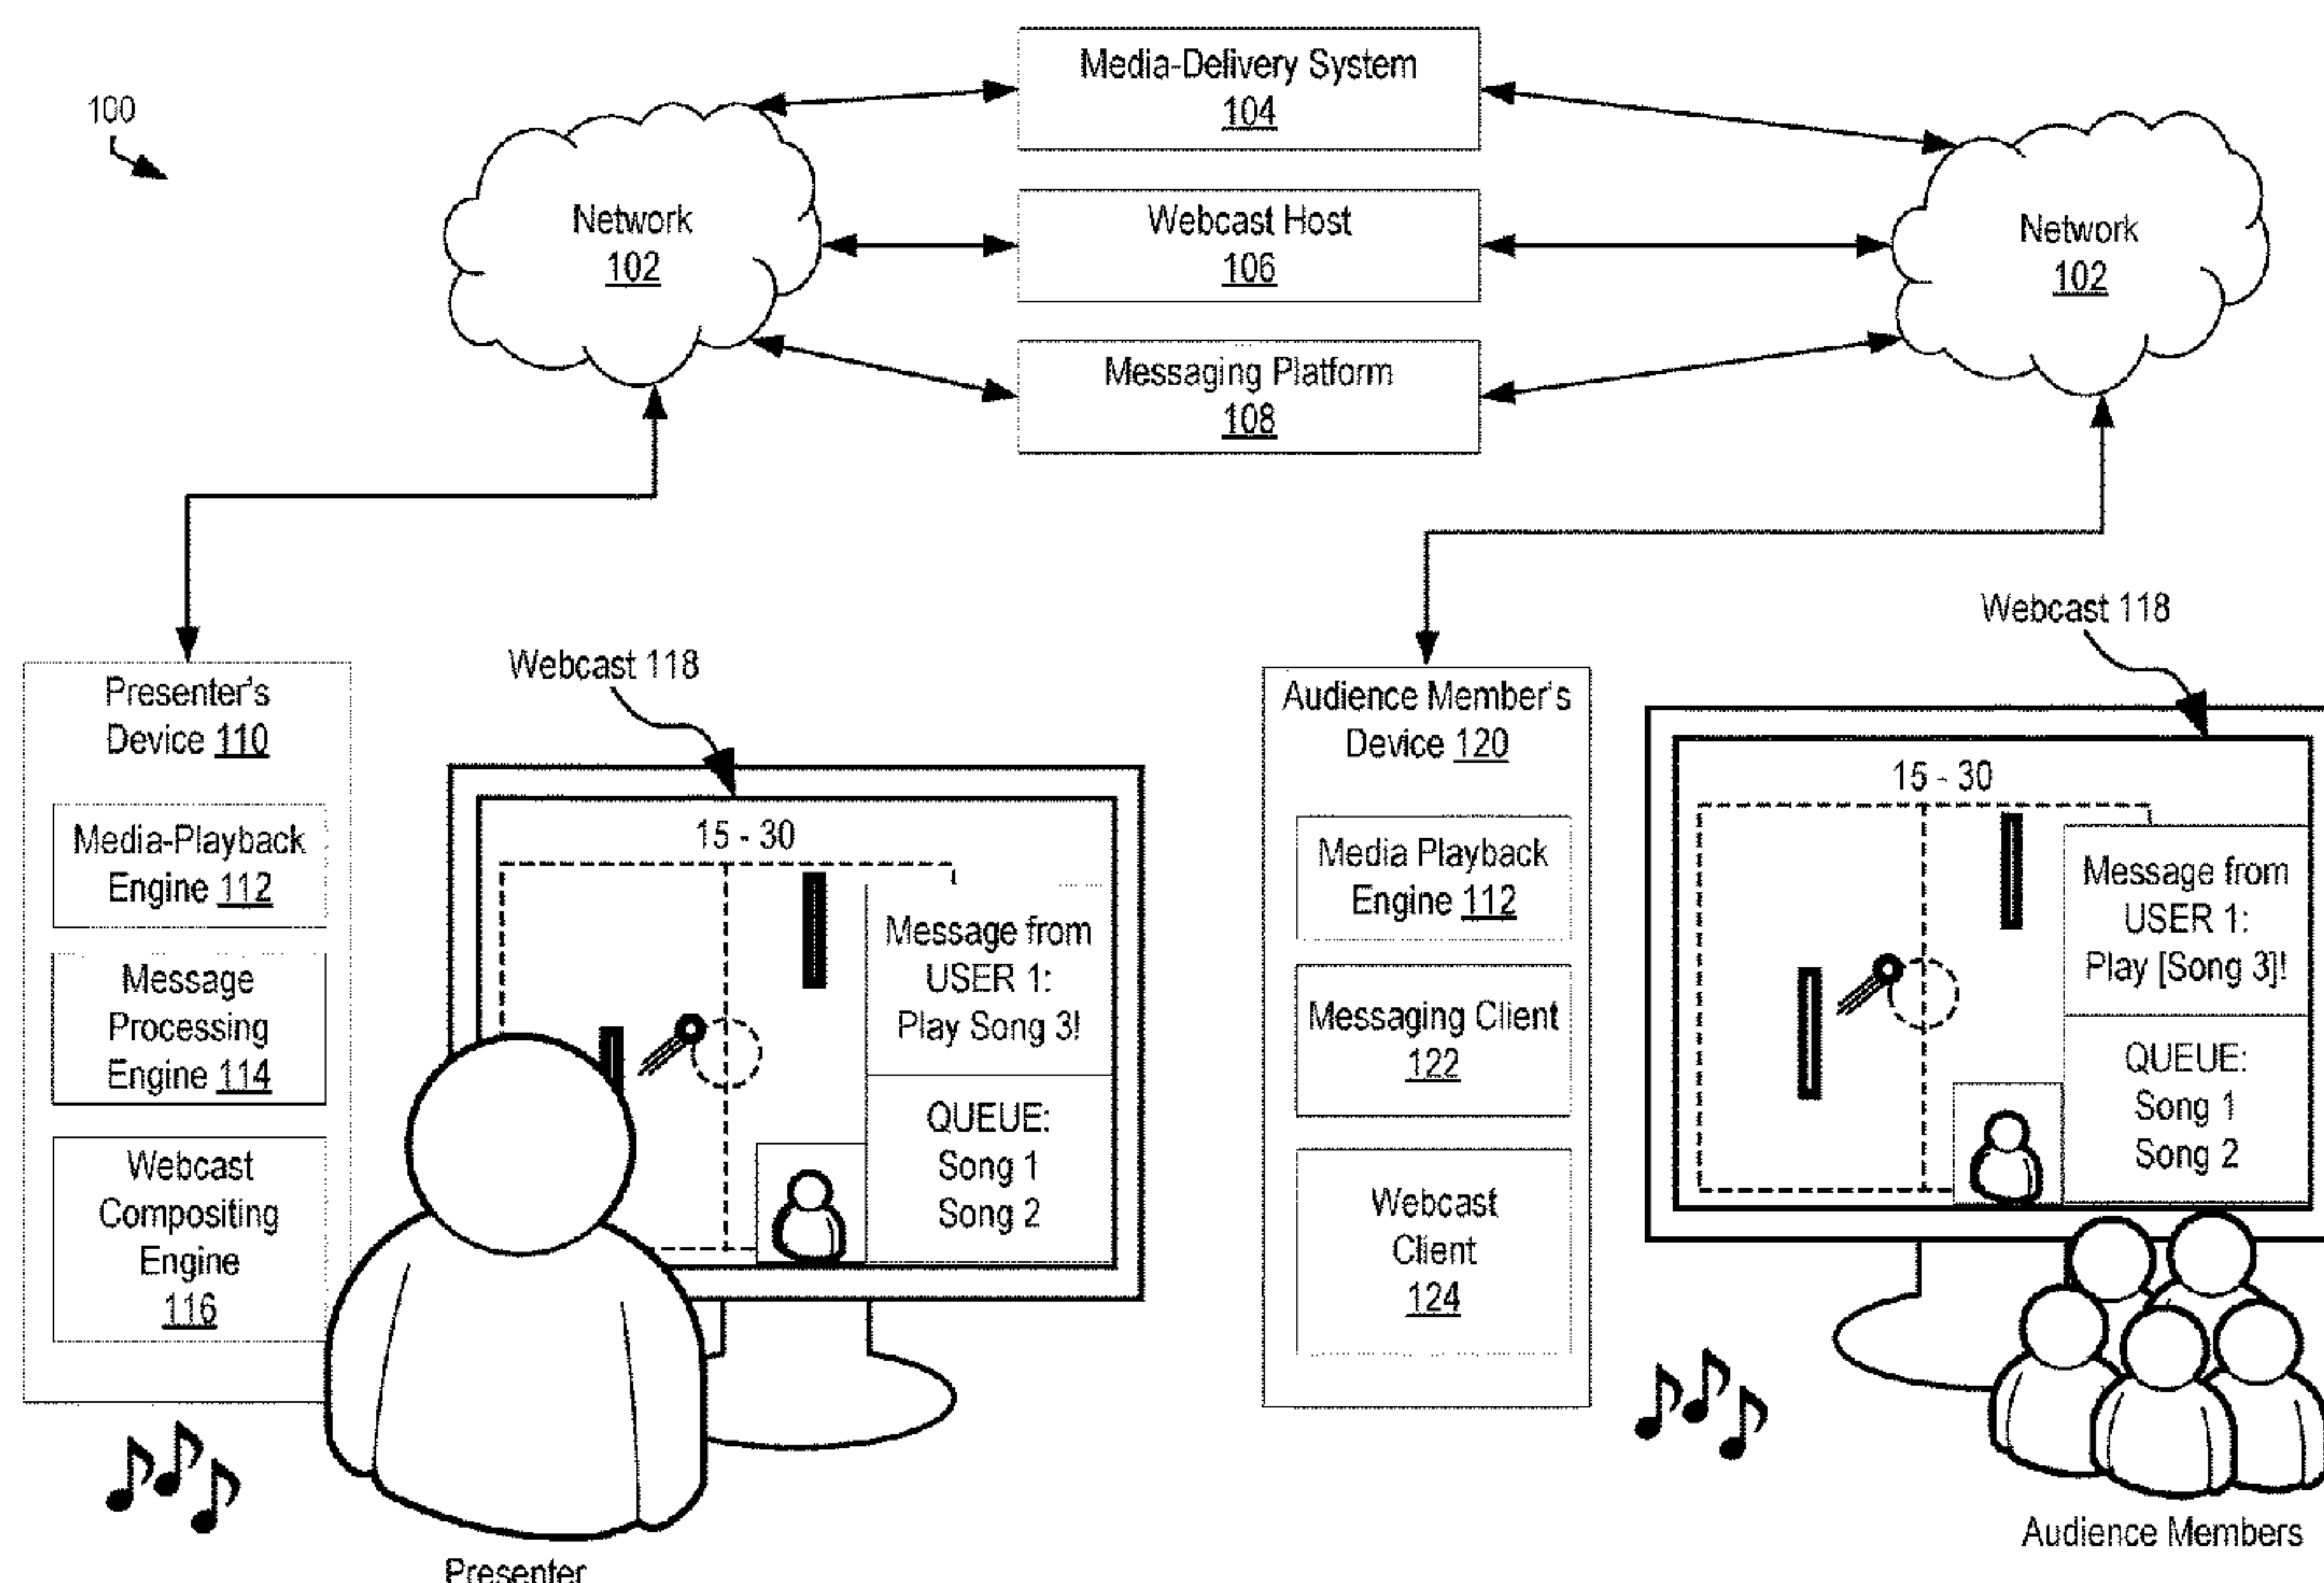 100
Media-Delivery System
104
Network
102
Webcast Host
106
Network
102
Messaging Platform
108
Webcast 118
Presenter's
Device 110
Media-Playback
Engine 112
Message
Processing
Engine 114
Webcast
Compositing
Engine
116
15 - 30
Message from
USER 1:
Play Song 3!
QUEUE:
Song 1
Song 2
Presenter
Webcast 118
Audience Member's
Device 120
Media Playback
Engine 112
Messaging Client
122
Webcast
Client
124
15 - 30
Message from
USER 1:
Play [Song 3]!
QUEUE:
Song 1
Song 2
Audience Members